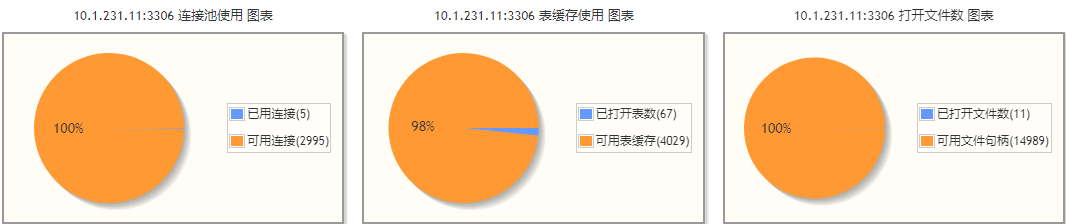 10.1.231.11:3306 连接池使用 图表
100%
已用连接(5)
可用连接(2995)
10.1.231.11:3306 表缓存使用 图表
98%
已打开表数(67)
可用表缓存(4029)
10.1.231.11:3306 打开文件数 图表
100%
已打开文件数(11)
可用文件句柄(14989)